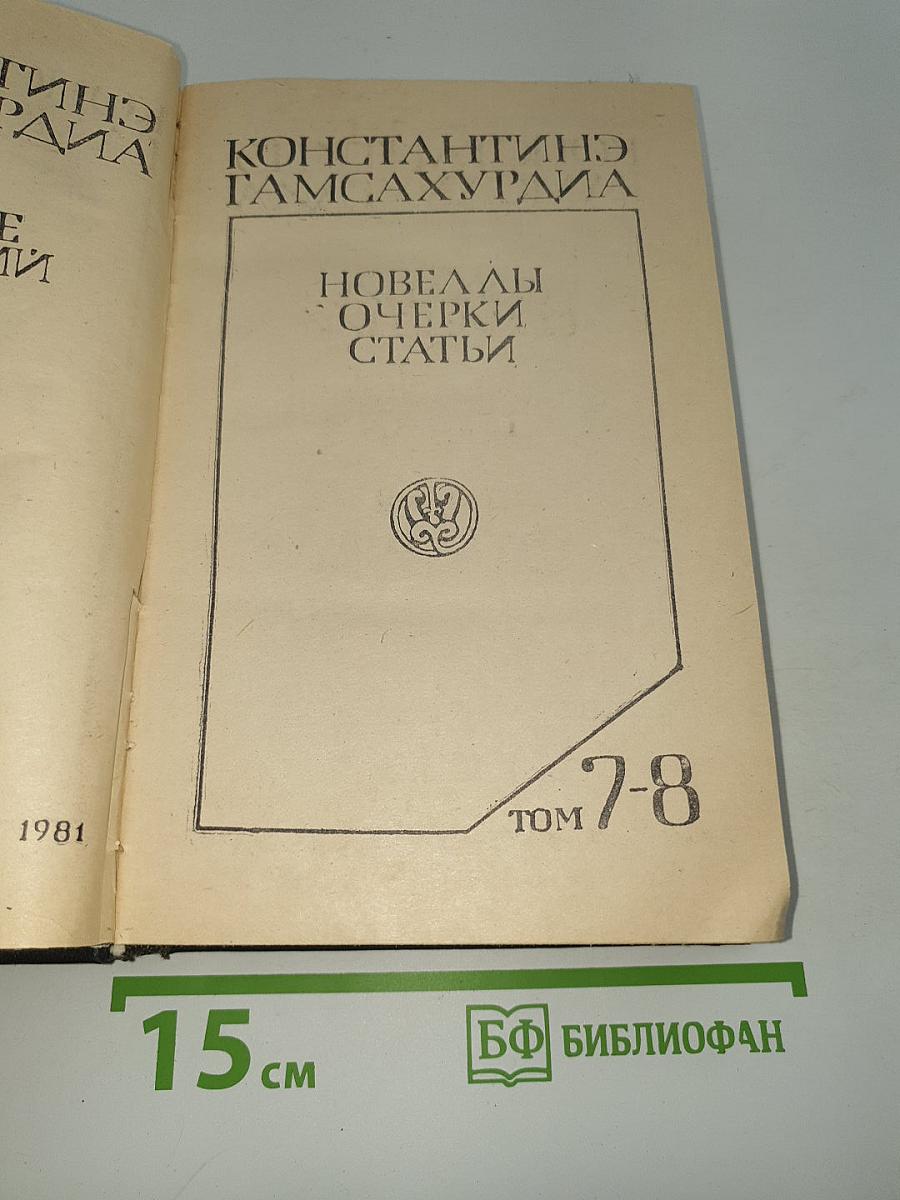 КОНСТАНТИНЭ
ГАМСАХУРДИА
НОВЕЛЛЫ
ОЧЕРКИ
СТАТЬИ
ТОМ 7-8
1981
15 см
БФ БИБЛИОФАН